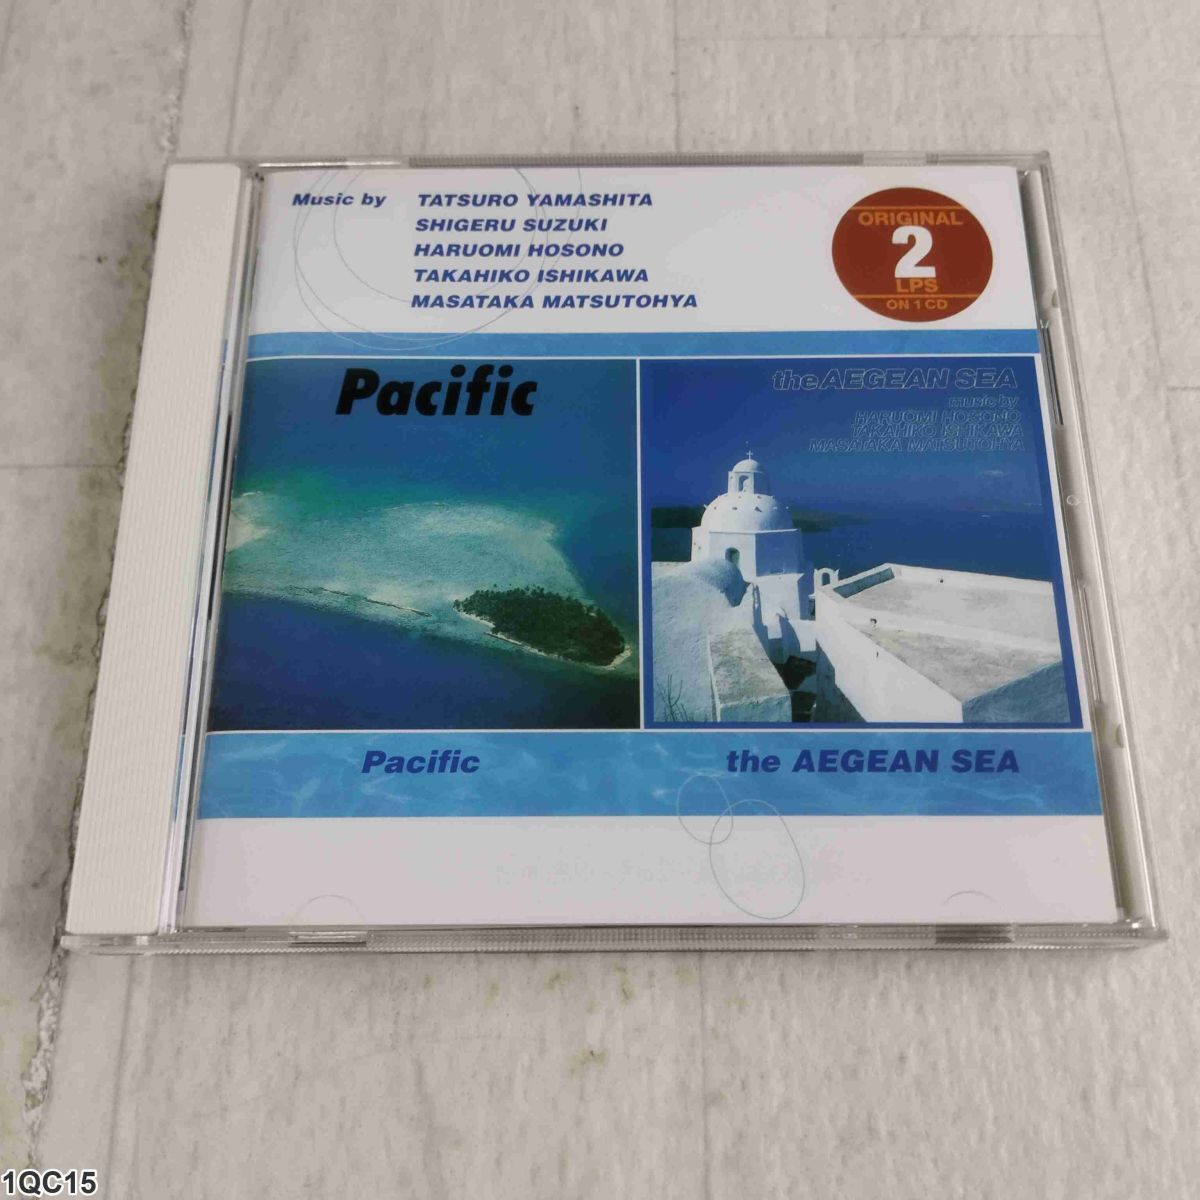 Music by
TATSURO YAMASHITA
SHIGERU SUZUKI
HARUOMI HOSONO
TAKAHIKO ISHIKAWA
MASATAKA MATSUTOHYA
ORIGINAL
2
LPS
ON 1 CD
Pacific
the AEGEAN SEA
music by
HARUOMI HOSONO
TAKAHIKO ISHIKAWA
MASATAKA MATSUTOHYA
Pacific
the AEGEAN SEA
1QC15